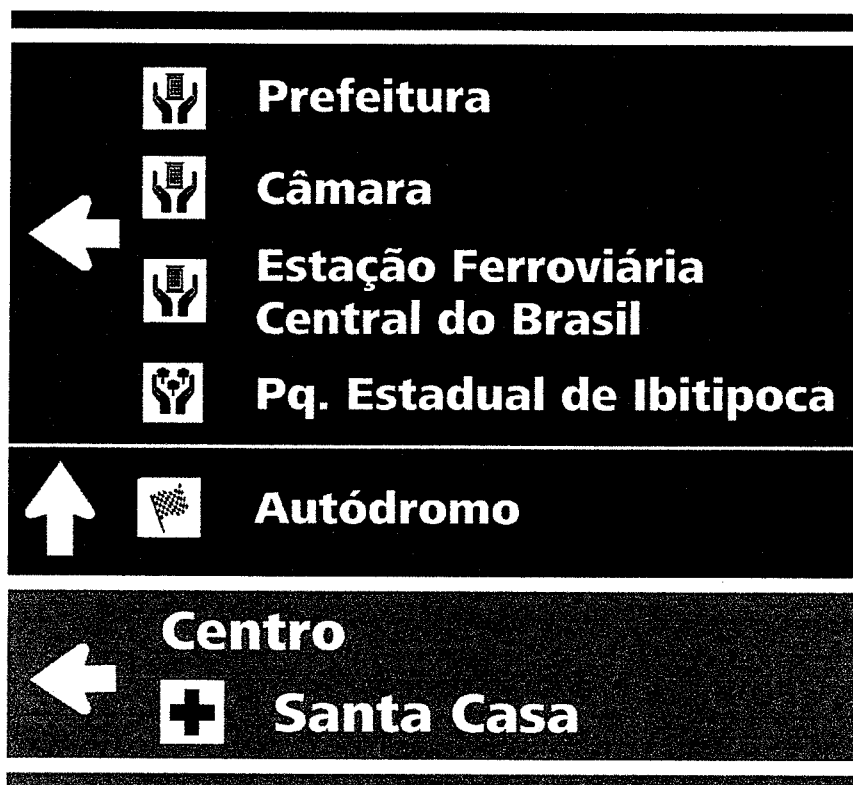 Prefeitura
Câmara
Estação Ferroviária
Central do Brasil
Pq. Estadual de Ibitipoca
Autódromo
Centro
Santa Casa